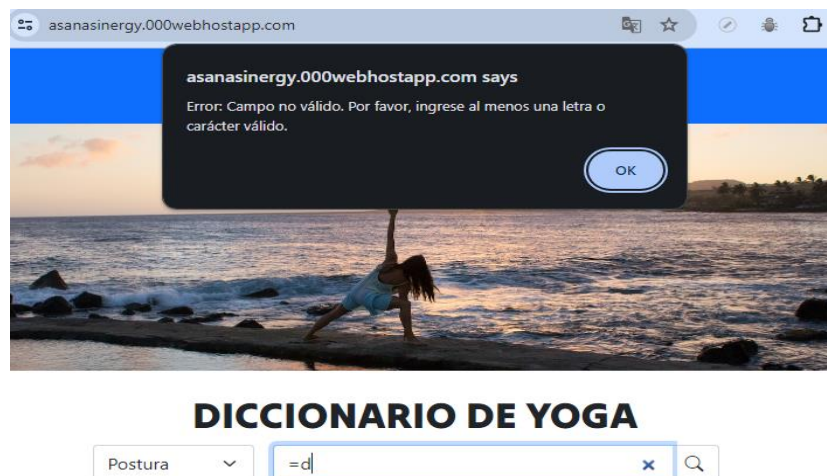 asanasinergy.000webhostapp.com
asanasinergy.000webhostapp.com says
Error: Campo no válido. Por favor, ingrese al menos una letra o
carácter válido.
OK
DICCIONARIO DE YOGA
Postura
=d